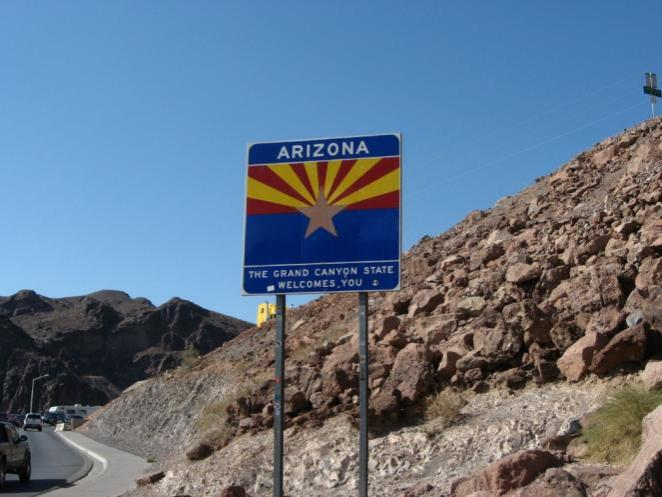 ARIZONA
THE GRAND CANYON STATE
WELCOMES YOU